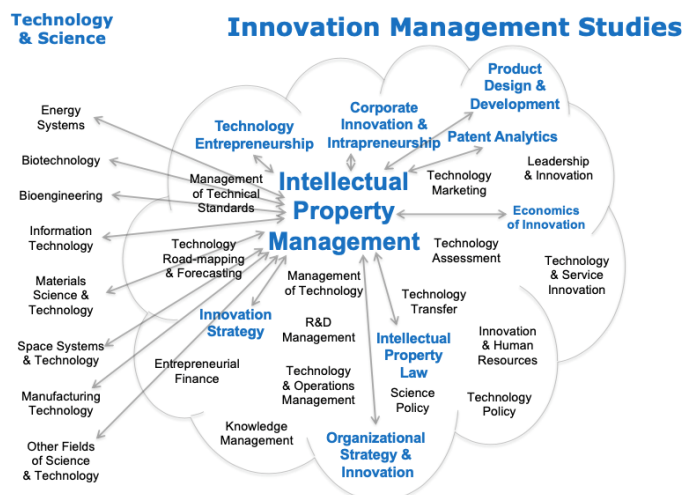 Technology
& Science
Innovation Management Studies
Energy
Systems
Biotechnology
Bioengineering
Information
Technology
Materials
Science &
Technology
Space Systems
& Technology
Manufacturing
Technology
Other Fields
of Science
& Technology
Technology
Entrepreneurship
Corporate
Innovation &
Intrapreneurship
Product
Design &
Development
Patent Analytics
Leadership
& Innovation
Management
of Technical
Standards
Intellectual
Property
Management
Technology
Marketing
Economics
of Innovation
Technology
Road-mapping
& Forecasting
Technology
Assessment
Technology
& Service
Innovation
Management
of Technology
Technology
Transfer
Innovation
Strategy
R&D
Management
Intellectual
Property
Law
Innovation
& Human
Resources
Entrepreneurial
Finance
Technology
& Operations
Management
Science
Policy
Technology
Policy
Knowledge
Management
Organizational
Strategy &
Innovation